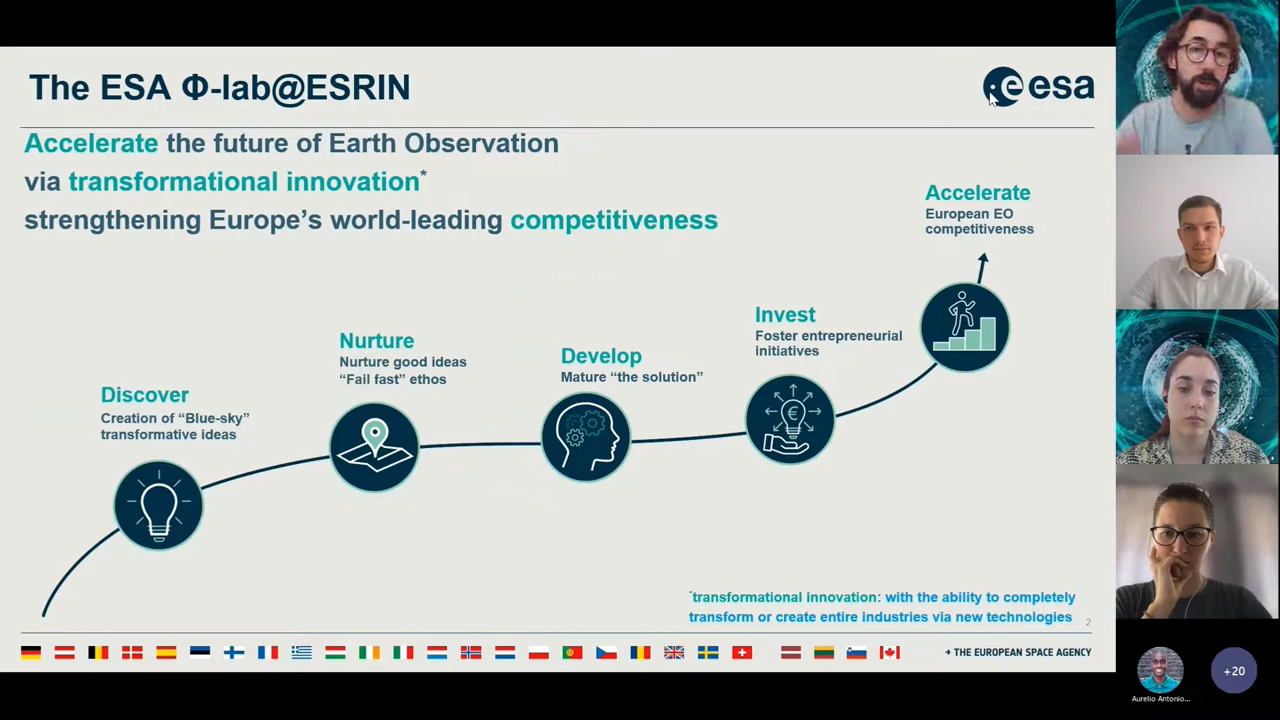 The ESA Φ-lab@ESRIN
esa
Accelerate the future of Earth Observation
via transformational innovation*
strengthening Europe's world-leading competitiveness
Accelerate
European EO
competitiveness
Invest
Foster entrepreneurial
initiatives
Nurture
Nurture good ideas
“Fail fast” ethos
Develop
Mature “the solution”
Discover
Creation of “Blue-sky”
transformative ideas
€
*transformational innovation: with the ability to completely
transform or create entire industries via new technologies
2
→ THE EUROPEAN SPACE AGENCY
Aurelio Antonio...
+20